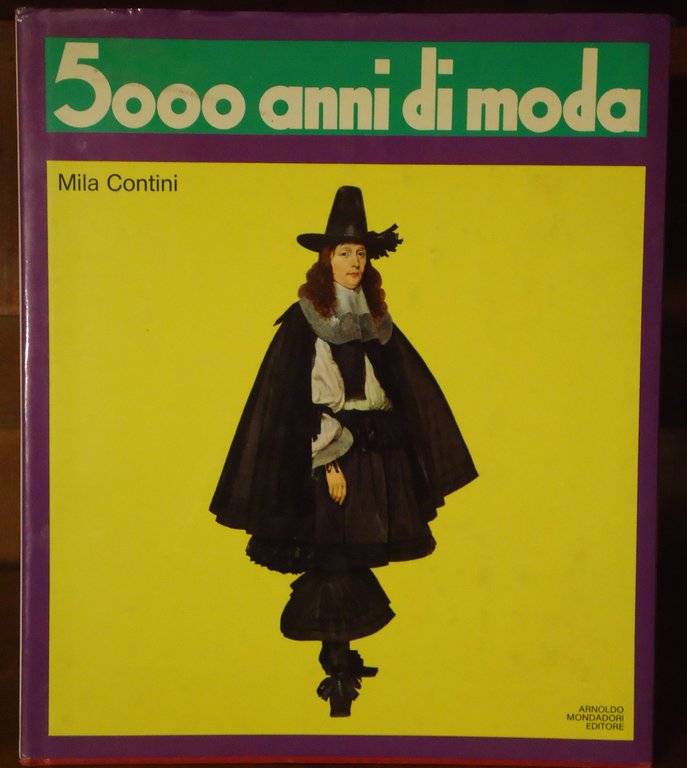 5000 anni di moda
Mila Contini
ARNOLDO
MONDADORI
EDITORE